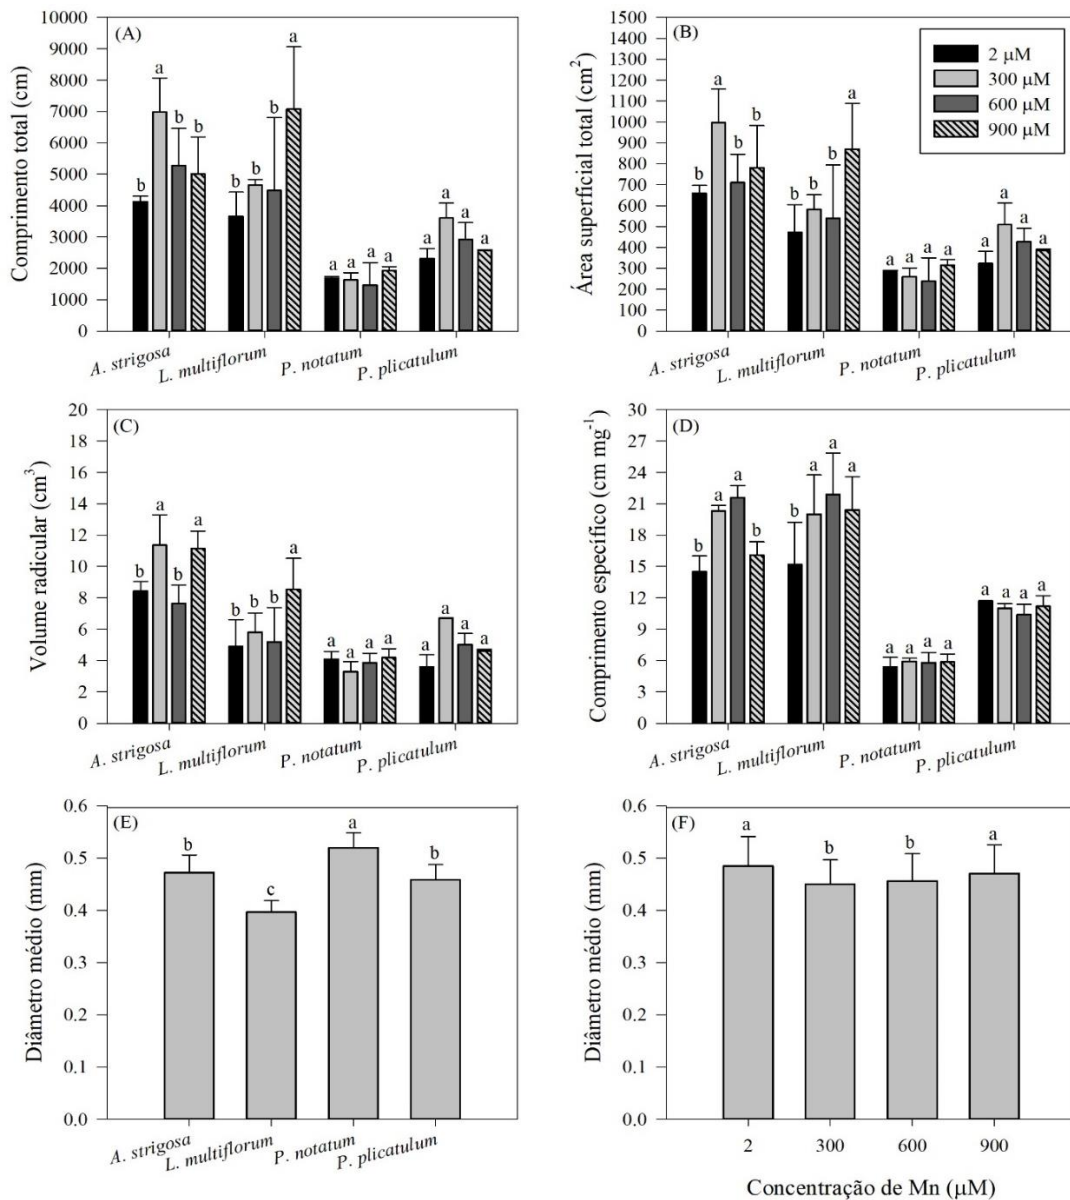 (A)
Comprimento total (cm)
10000
9000
8000
7000
6000
5000
4000
3000
2000
1000
0
b a b b
b b b a
a a a a
a a a a
A. strigosa
L. multiflorum
P. notatum
P. plicatulum
(B)
Área superficial total (cm²)
1500
1400
1300
1200
1100
1000
900
800
700
600
500
400
300
200
100
0
2 µM
300 µM
600 µM
900 µM
b a b b
b b b a
a a a a
a a a a
A. strigosa
L. multiflorum
P. notatum
P. plicatulum
(C)
Volume radicular (cm³)
20
18
16
14
12
10
8
6
4
2
0
b a b a
b b b a
a a a a
a a a a
A. strigosa
L. multiflorum
P. notatum
P. plicatulum
(D)
Comprimento específico (cm mg⁻¹)
30
27
24
21
18
15
12
9
6
3
0
b a a b
b a a a
a a a a
a a a a
A. strigosa
L. multiflorum
P. notatum
P. plicatulum
(E)
Diâmetro médio (mm)
0.6
0.5
0.4
0.3
0.2
0.1
0.0
b c a b
A. strigosa
L. multiflorum
P. notatum
P. plicatulum
(F)
Diâmetro médio (mm)
0.6
0.5
0.4
0.3
0.2
0.1
0.0
a b b a
2 300 600 900
Concentração de Mn (µM)